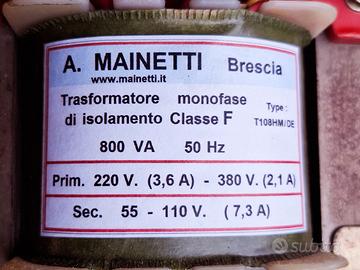 A. MAINETTI Brescia
www.mainetti.it
Trasformatore monofase
di isolamento Classe F
Type :
T108HM/DE
800 VA 50 Hz
Prim. 220 V. (3,6 A) - 380 V. (2,1 A)
Sec. 55 - 110 V. ( 7,3 A)
subito